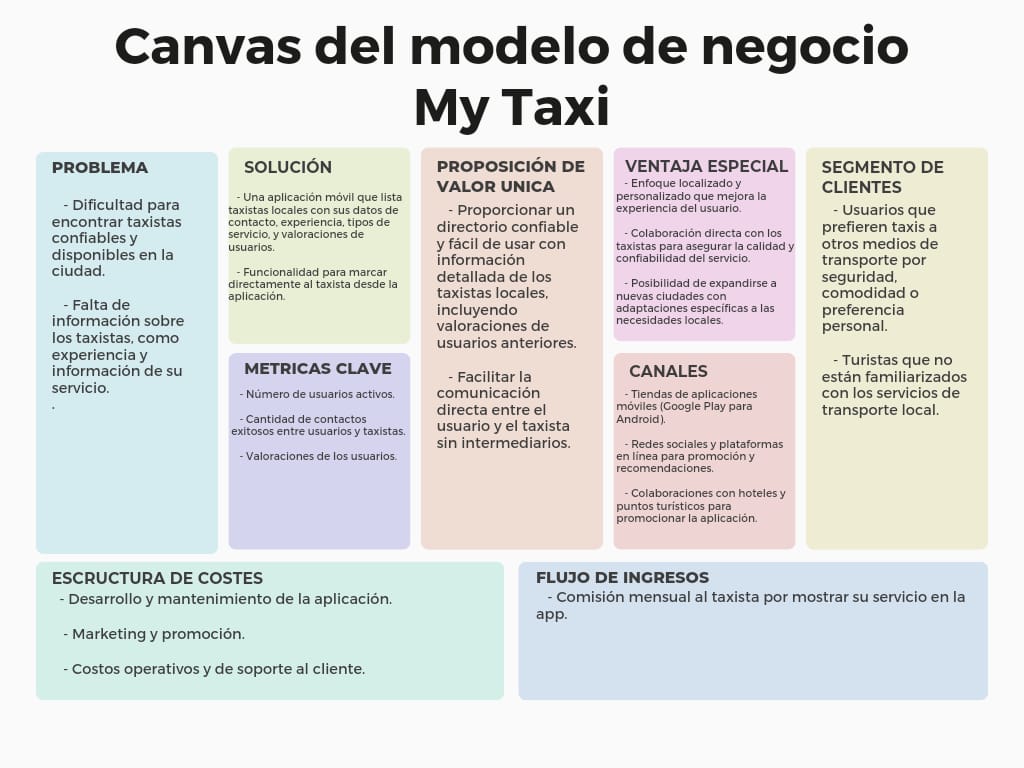 Canvas del modelo de negocio
My Taxi
PROBLEMA
- Dificultad para
encontrar taxistas
confiables y
disponibles en la
ciudad.
- Falta de
información sobre
los taxistas, como
experiencia y
información de su
servicio.
.
SOLUCIÓN
- Una aplicación móvil que lista
taxistas locales con sus datos de
contacto, experiencia, tipos de
servicio, y valoraciones de
usuarios.
- Funcionalidad para marcar
directamente al taxista desde la
aplicación.
METRICAS CLAVE
- Número de usuarios activos.
- Cantidad de contactos
exitosos entre usuarios y taxistas.
- Valoraciones de los usuarios.
PROPOSICIÓN DE
VALOR UNICA
- Proporcionar un
directorio confiable
y fácil de usar con
información
detallada de los
taxistas locales,
incluyendo
valoraciones de
usuarios anteriores.
- Facilitar la
comunicación
directa entre el
usuario y el taxista
sin intermediarios.
VENTAJA ESPECIAL
- Enfoque localizado y
personalizado que mejora la
experiencia del usuario.
- Colaboración directa con los
taxistas para asegurar la calidad y
confiabilidad del servicio.
- Posibilidad de expandirse a
nuevas ciudades con
adaptaciones específicas a las
necesidades locales.
CANALES
- Tiendas de aplicaciones
móviles (Google Play para
Android).
- Redes sociales y plataformas
en línea para promoción y
recomendaciones.
- Colaboraciones con hoteles y
puntos turísticos para
promocionar la aplicación.
SEGMENTO DE
CLIENTES
- Usuarios que
prefieren taxis a
otros medios de
transporte por
seguridad,
comodidad o
preferencia
personal.
- Turistas que no
están familiarizados
con los servicios de
transporte local.
ESCRUCTURA DE COSTES
- Desarrollo y mantenimiento de la aplicación.
- Marketing y promoción.
- Costos operativos y de soporte al cliente.
FLUJO DE INGRESOS
- Comisión mensual al taxista por mostrar su servicio en la
app.